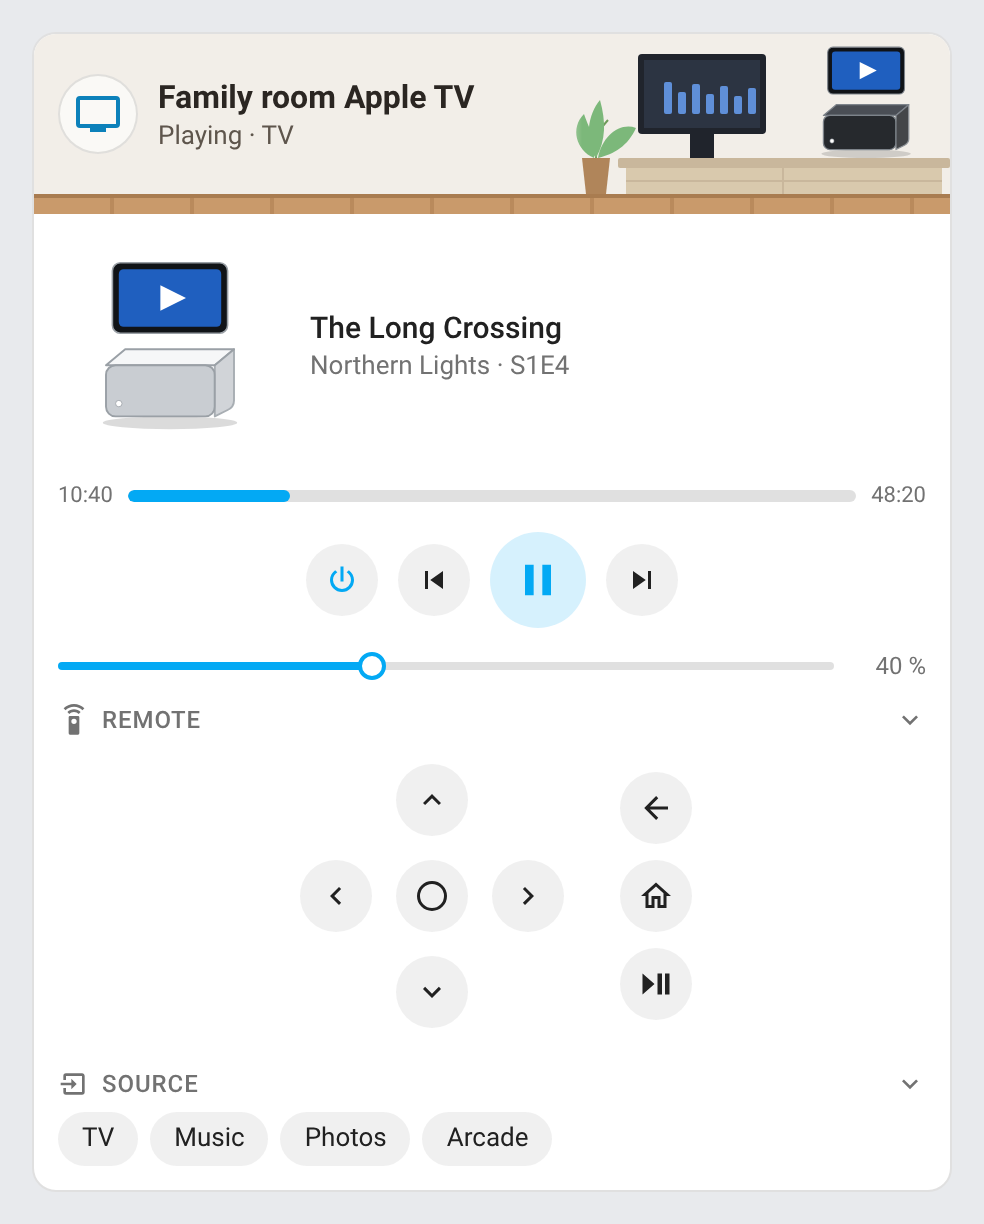 Family room Apple TV
Playing · TV
The Long Crossing
Northern Lights · S1E4
10:40
48:20
40 %
REMOTE
SOURCE
TV
Music
Photos
Arcade